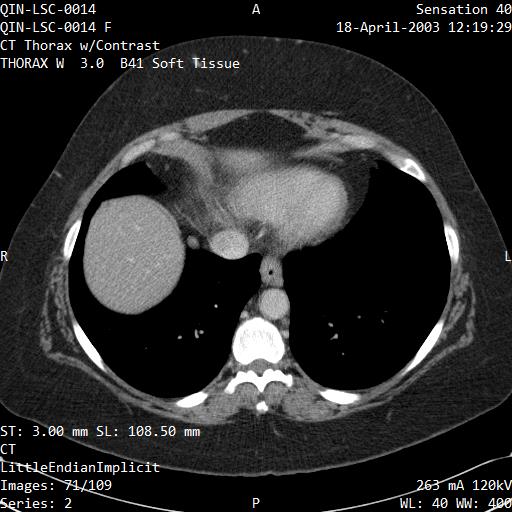 QIN-LSC-0014 A Sensation 40
QIN-LSC-0014 F 18-April-2003 12:19:29
CT Thorax w/Contrast
THORAX W 3.0 B41 Soft Tissue
R L
ST: 3.00 mm SL: 108.50 mm
CT
LittleEndianImplicit
Images: 71/109 263 mA 120kV
Series: 2 P WL: 40 WW: 400